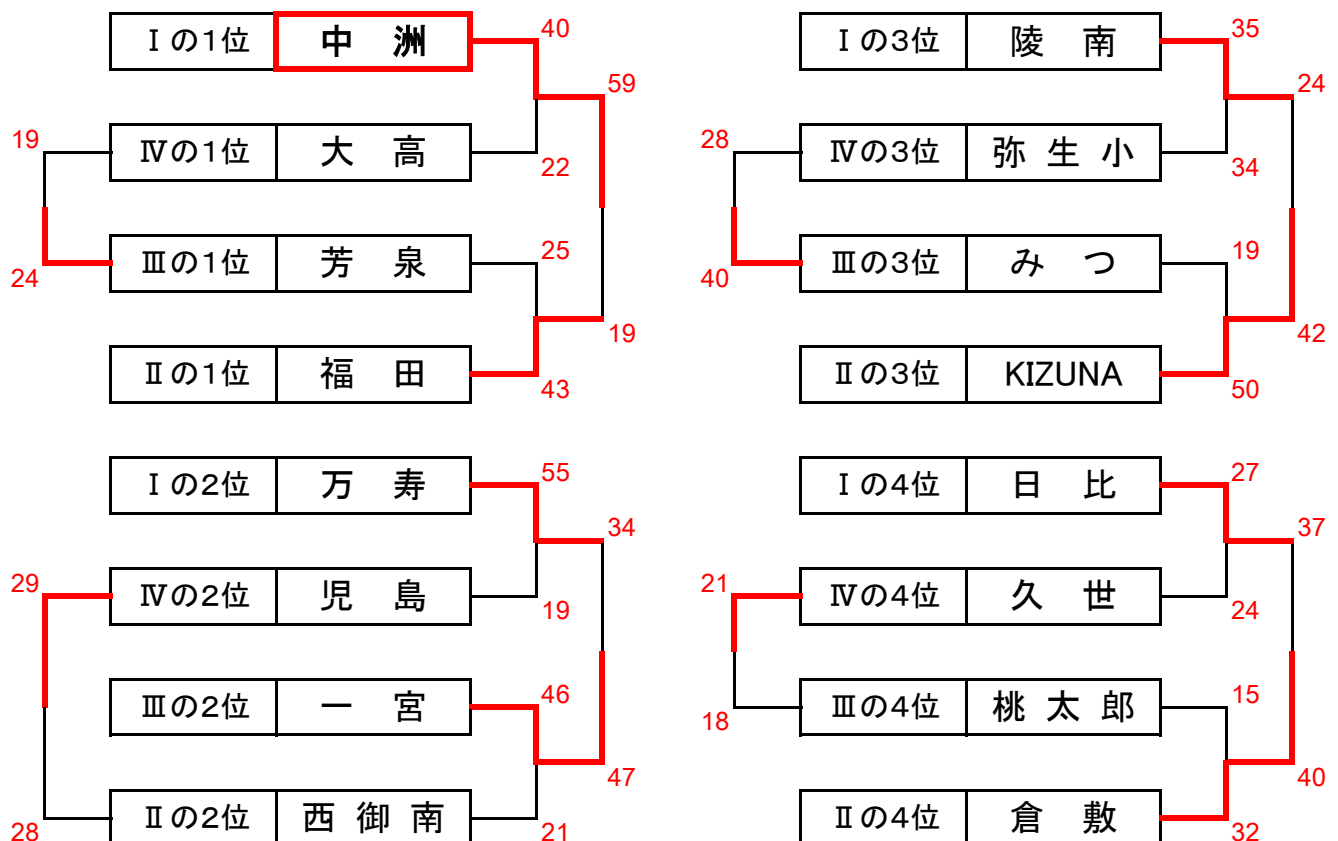 40
Ⅰの1位 中 洲
59
19
Ⅳの1位 大 高
22
25
Ⅲの1位 芳 泉
24
19
Ⅱの1位 福 田
43
35
Ⅰの3位 陵 南
24
28
Ⅳの3位 弥 生 小
34
19
Ⅲの3位 み つ
40
42
Ⅱの3位 KIZUNA
50
55
Ⅰの2位 万 寿
34
29
Ⅳの2位 児 島
19
46
Ⅲの2位 一 宮
47
Ⅱの2位 西 御 南
28
21
27
Ⅰの4位 日 比
37
21
Ⅳの4位 久 世
24
15
Ⅲの4位 桃 太 郎
18
40
Ⅱの4位 倉 敷
32